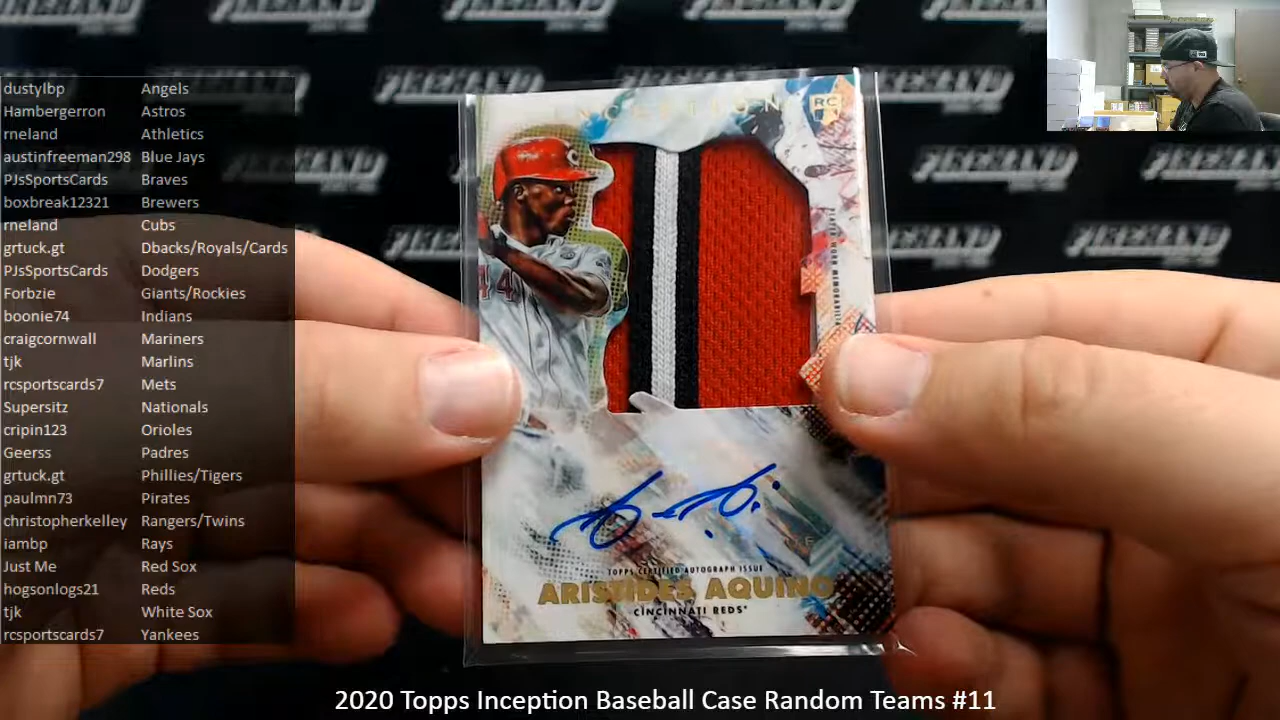 dustylbp Angels
Hambergerron Astros
rneland Athletics
austinfreeman298 Blue Jays
PJsSportsCards Braves
boxbreak12321 Brewers
rneland Cubs
grtuck.gt Dbacks/Royals/Cards
PJsSportsCards Dodgers
Forbzie Giants/Rockies
boonie74 Indians
craigcornwall Mariners
tjk Marlins
rcsportscards7 Mets
Supersitz Nationals
cripin123 Orioles
Geerss Padres
grtuck.gt Phillies/Tigers
paulmn73 Pirates
christopherkelley Rangers/Twins
iambp Rays
Just Me Red Sox
hogsonlogs21 Reds
tjk White Sox
rcsportscards7 Yankees
INCEPTION
RC
C
44
PLAYER-WORN MEMORABILIA
TOPPS CERTIFIED AUTOGRAPH ISSUE
ARISTIDES AQUINO
CINCINNATI REDS
2020 Topps Inception Baseball Case Random Teams #11